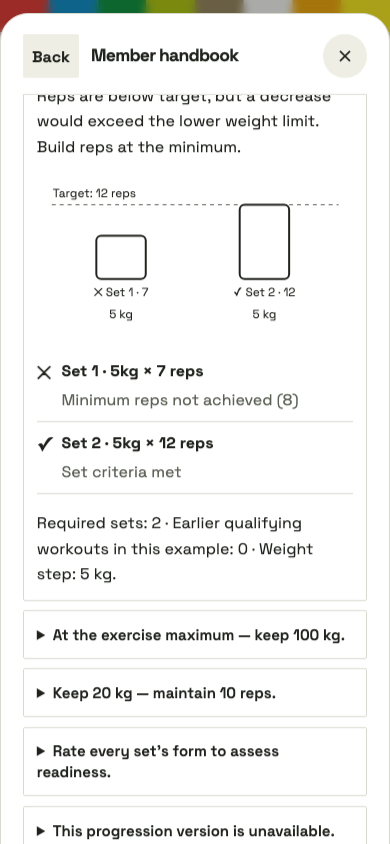 Back
Member handbook
Reps are below target, but a decrease
would exceed the lower weight limit.
Build reps at the minimum.
Target: 12 reps
✕ Set 1 · 7
✓ Set 2 · 12
5 kg
5 kg
✕ Set 1 · 5kg × 7 reps
Minimum reps not achieved (8)
✓ Set 2 · 5kg × 12 reps
Set criteria met
Required sets: 2 · Earlier qualifying
workouts in this example: 0 · Weight
step: 5 kg.
▶ At the exercise maximum — keep 100 kg.
▶ Keep 20 kg — maintain 10 reps.
▶ Rate every set's form to assess
readiness.
▶ This progression version is unavailable.